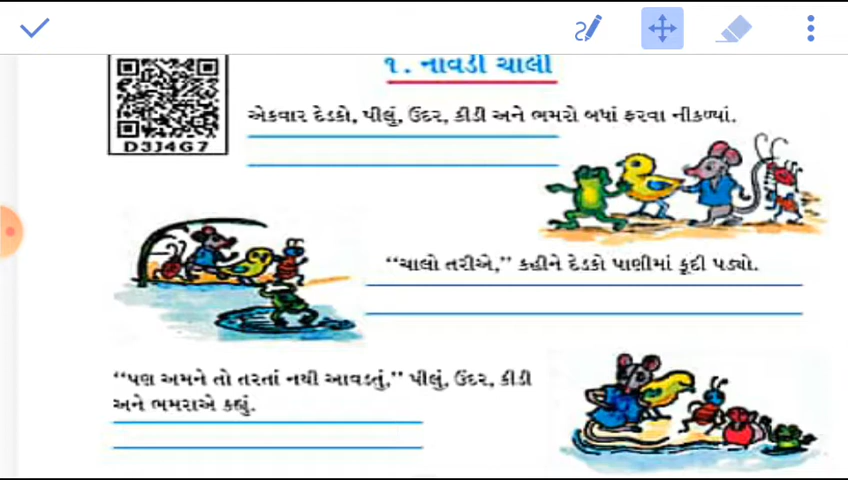 ૧. નાવડી ચાલી
એકવાર દેડકો, પીલું, ઉંદર, કીડી અને ભમરો બધાં ફરવા નીકળ્યાં.
D3J4G7
“ચાલો તરીએ,” કહીને દેડકો પાણીમાં કૂદી પડ્યો.
“પણ અમને તો તરતાં નથી આવડતું,” પીલું, ઉંદર, કીડી
અને ભમરાએ કહ્યું.